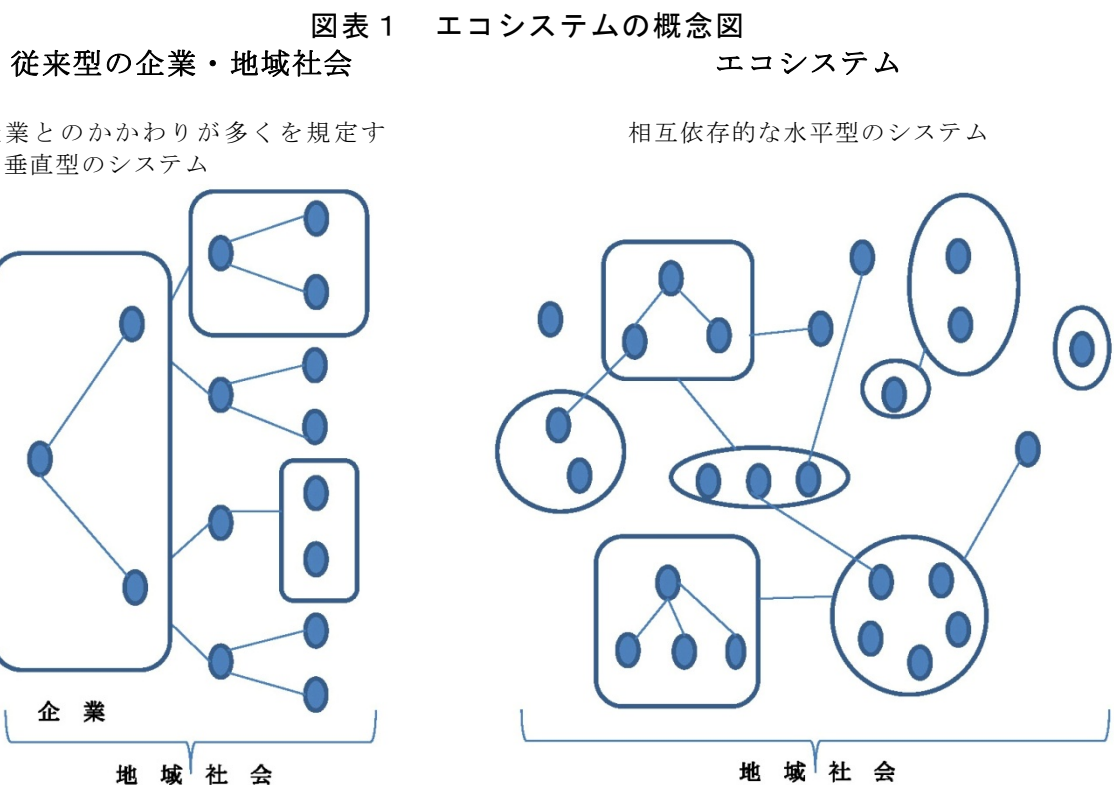 図表１　エコシステムの概念図
従来型の企業・地域社会
エコシステム
業とのかかわりが多くを規定す
垂直型のシステム
相互依存的な水平型のシステム
企　業
地　域　社　会
地　域　社　会